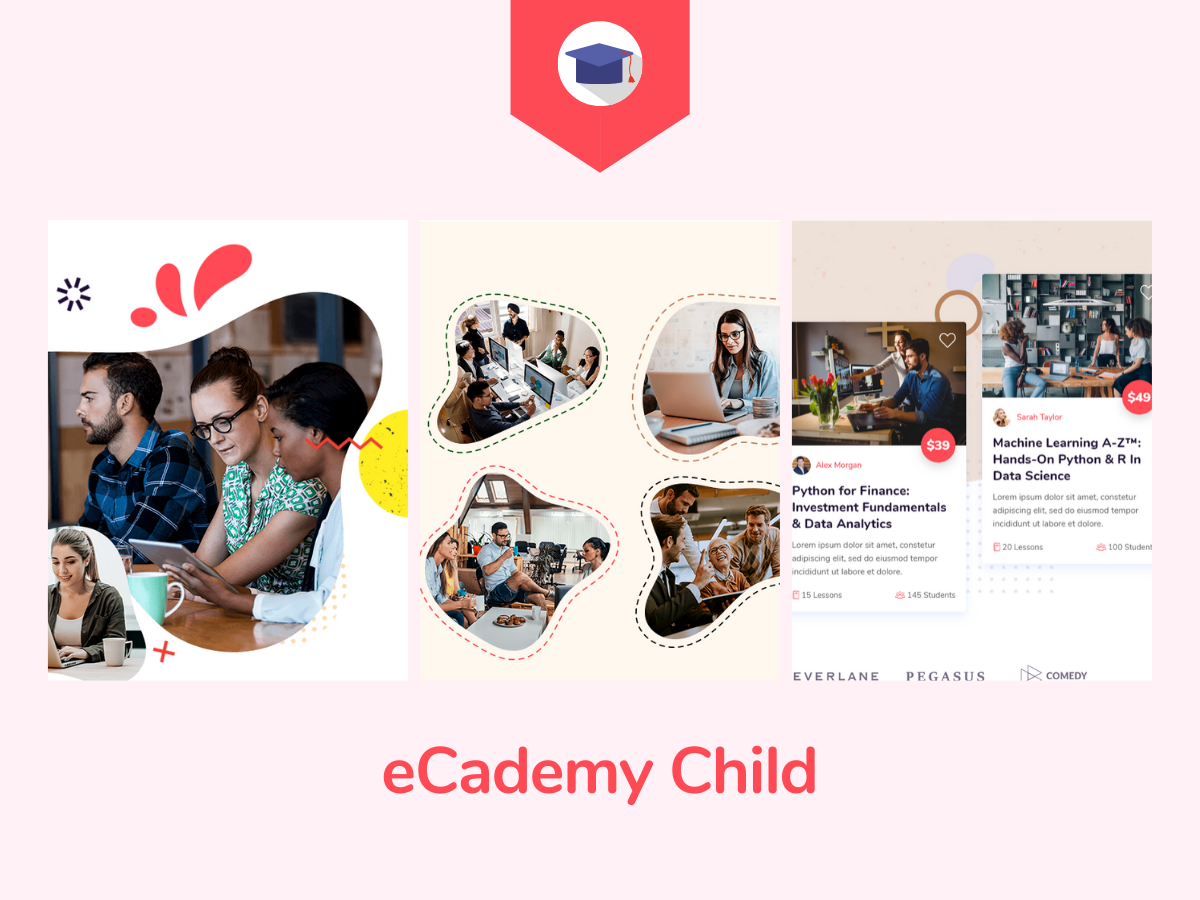 $39
Alex Morgan
Python for Finance:
Investment Fundamentals
& Data Analytics
Lorem ipsum dolor sit amet, constetur
adipiscing elit, sed do eiusmod tempor
incididunt ut labore et dolore.
15 Lessons
145 Students
$49
Sarah Taylor
Machine Learning A-Z™:
Hands-On Python & R In
Data Science
Lorem ipsum dolor sit amet, constetur
adipiscing elit, sed do eiusmod tempor
incididunt ut labore et dolore.
20 Lessons
100 Student
EVERLANE
PEGASUS
COMEDY
eCademy Child